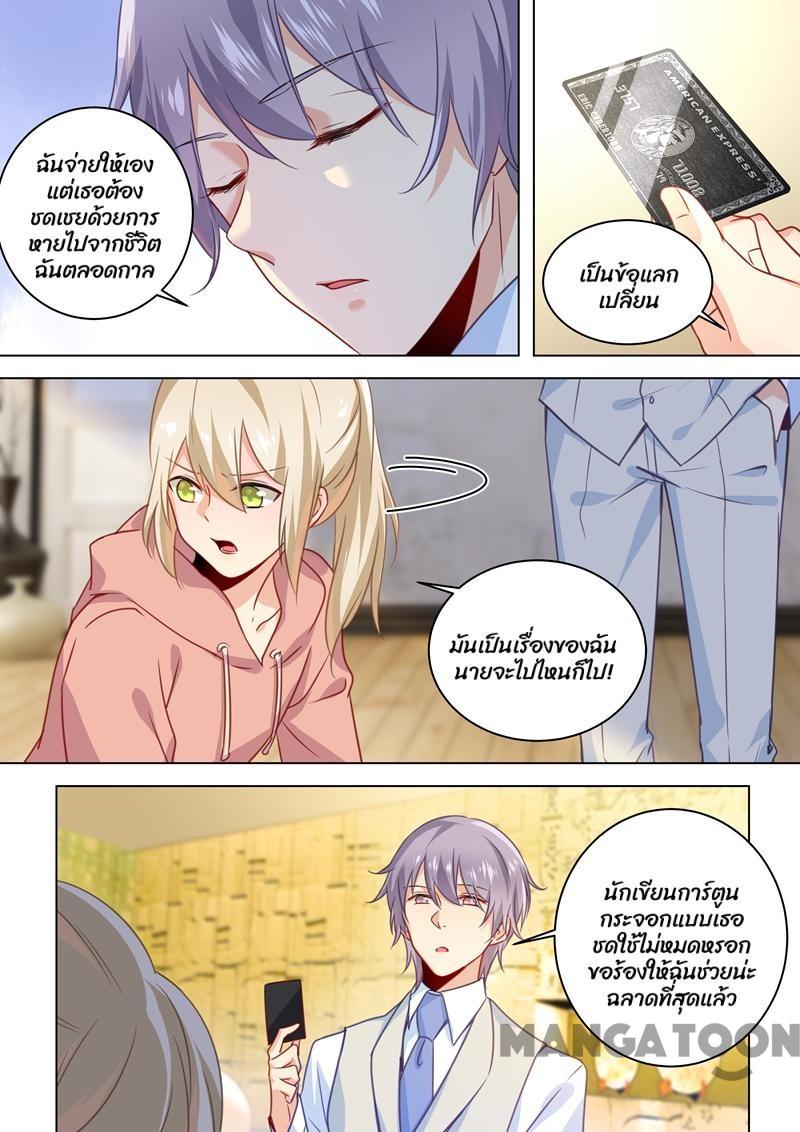 ฉันจ่ายให้เอง
แต่เธอต้อง
ชดเชยด้วยการ
หายไปจากชีวิต
ฉันตลอดกาล
AMERICAN EXPRESS
3751
เป็นข้อแลก
เปลี่ยน
มันเป็นเรื่องของฉัน
นายจะไปไหนก็ไป!
นักเขียนการ์ตูน
กระจอกแบบเธอ
ชดใช้ไม่หมดหรอก
ขอร้องให้ฉันช่วยน่ะ
ฉลาดที่สุดแล้ว
MANGATOON